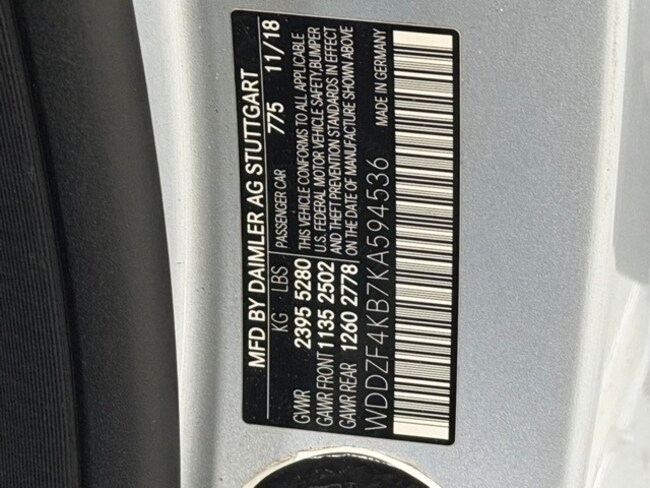 MFD BY DAIMLER AG STUTTGART
KG LBS PASSENGER CAR 775 11/18
GVWR 2395 5280 THIS VEHICLE CONFORMS TO ALL APPLICABLE
GAWR FRONT 1135 2502 U.S. FEDERAL MOTOR VEHICLE SAFETY, BUMPER
AND THEFT PREVENTION STANDARDS IN EFFECT
GAWR REAR 1260 2778 ON THE DATE OF MANUFACTURE SHOWN ABOVE
WDDZF4KB7KA594536 MADE IN GERMANY